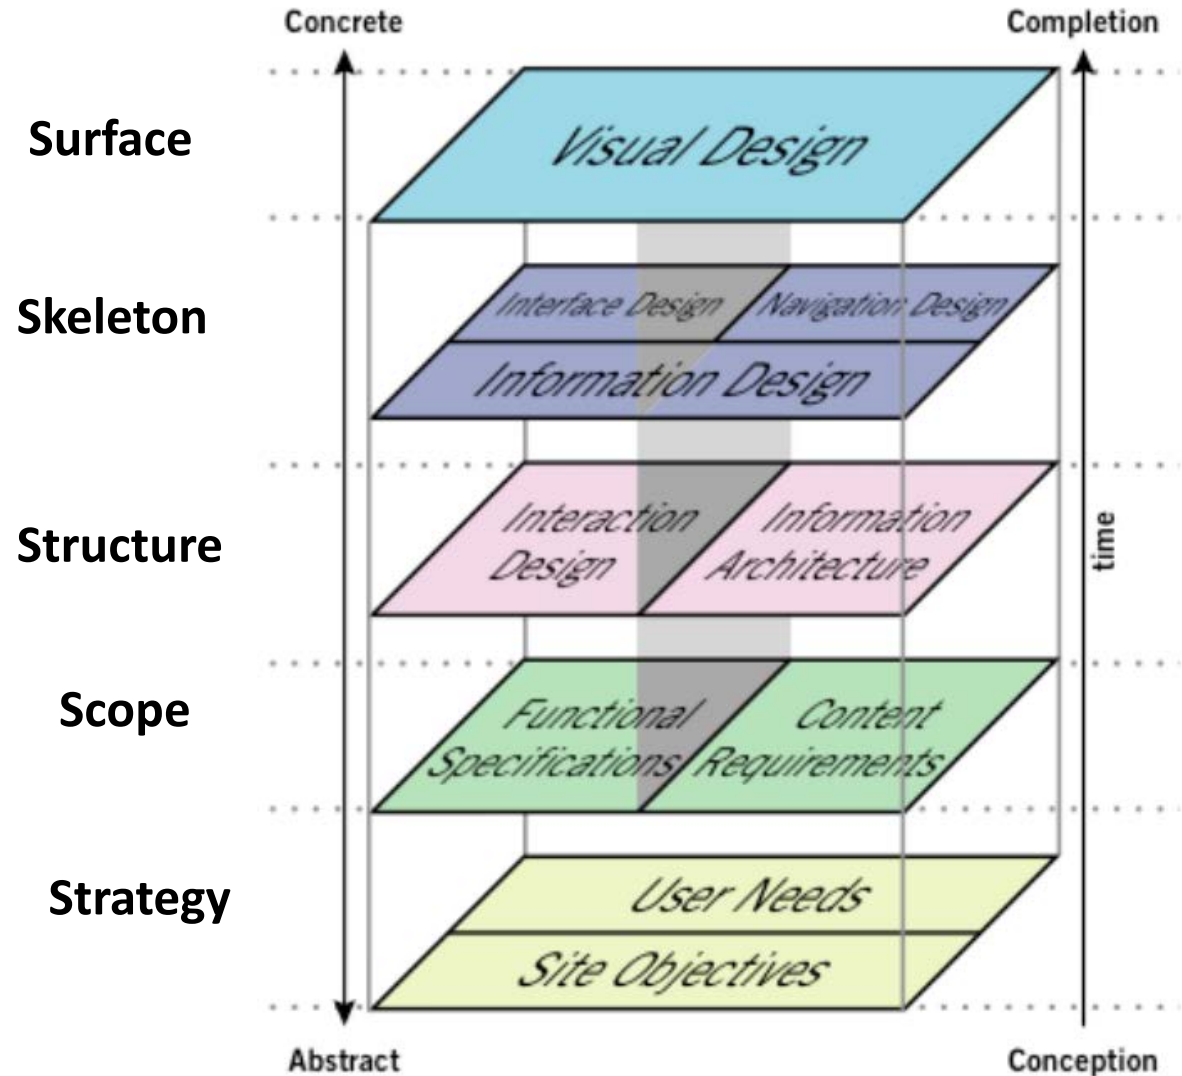 Concrete
Completion
Surface
Visual Design
Skeleton
Interface Design
Navigation Design
Information Design
Structure
Interaction
Design
Information
Architecture
time
Scope
Functional
Specifications
Content
Requirements
Strategy
User Needs
Site Objectives
Abstract
Conception